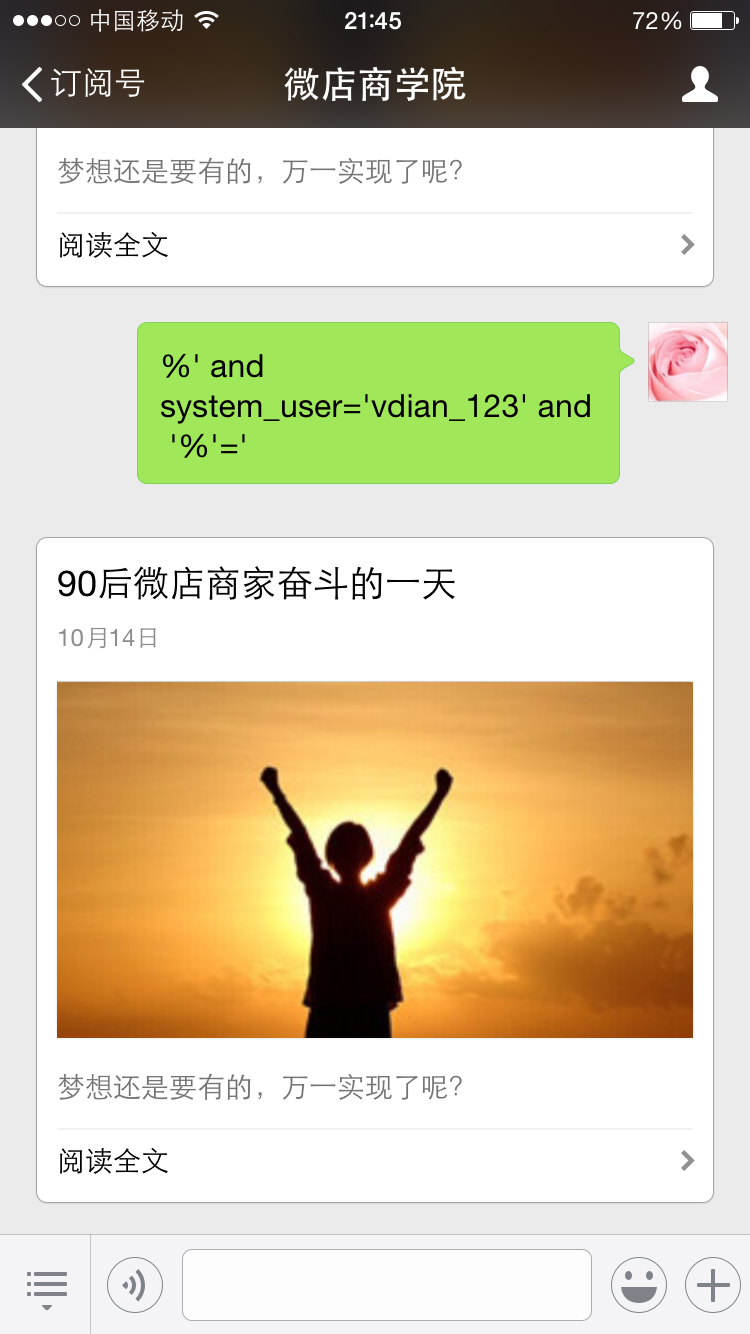 中国移动 21:45 72%
订阅号 微店商学院
梦想还是要有的，万一实现了呢？
阅读全文
%' and
system_user='vdian_123' and
'%'='
90后微店商家奋斗的一天
10月14日
梦想还是要有的，万一实现了呢？
阅读全文